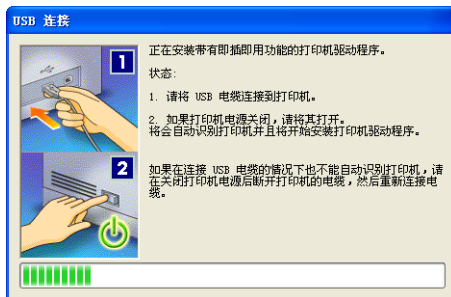 USB 连接
1
正在安装带有即插即用功能的打印机驱动程序。
状态:
1. 请将 USB 电缆连接到打印机。
2. 如果打印机电源关闭，请将其打开。
将会自动识别打印机并且将开始安装打印机驱动程序。
2
如果在连接 USB 电缆的情况下也不能自动识别打印机，请
在关闭打印机电源后断开打印机的电缆，然后重新连接电
缆。